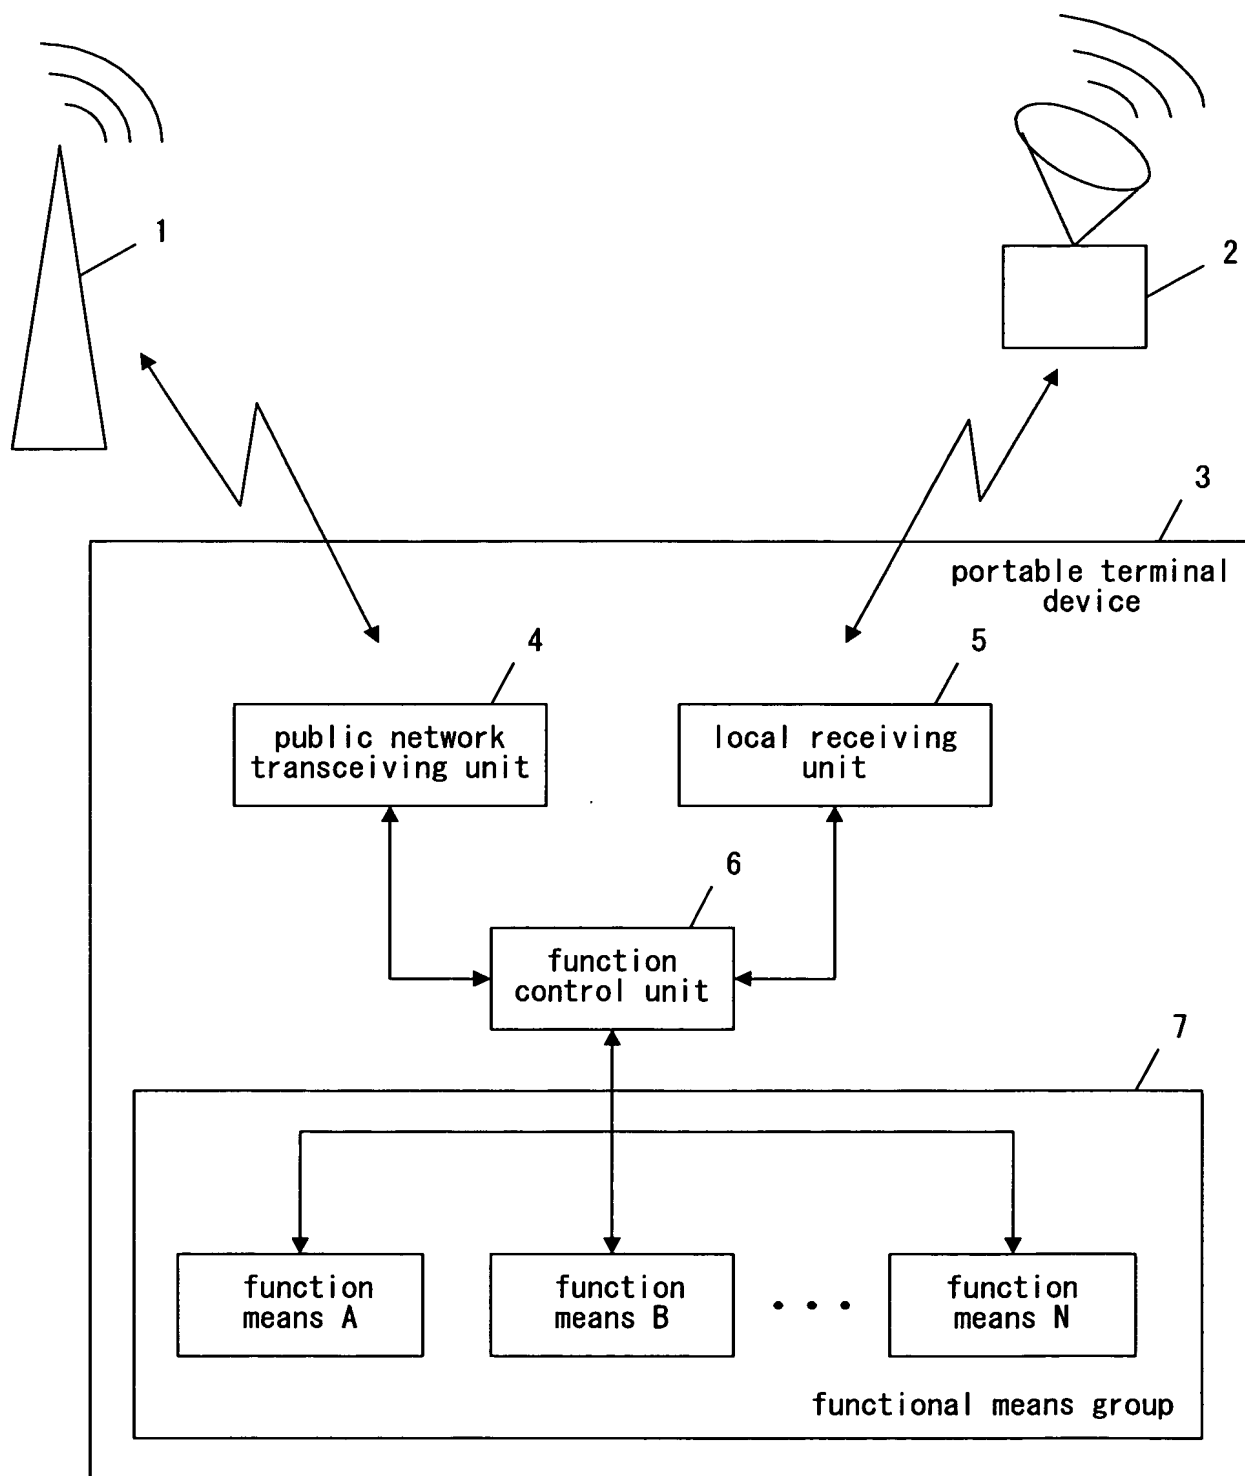 1
2
3
portable terminal
device
4
5
public network
transceiving unit
local receiving
unit
6
function
control unit
7
function
means A
function
means B
function
means N
functional means group